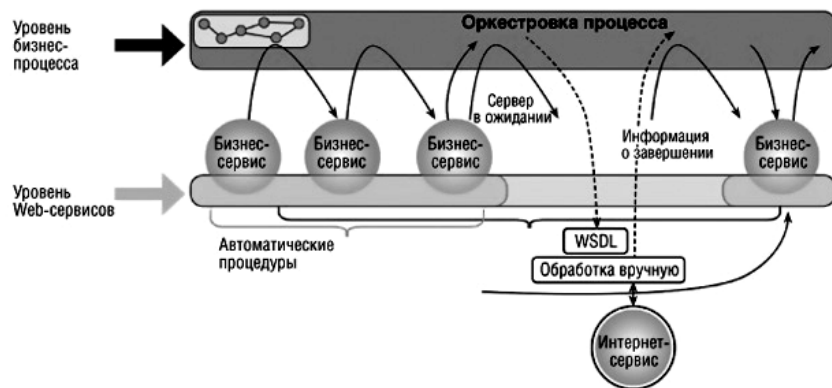 Оркестровка процесса
Уровень
бизнес-
процесса
Сервер
в ожидании
Информация
о завершении
Бизнес-
сервис
Бизнес-
сервис
Бизнес-
сервис
Бизнес-
сервис
Уровень
Web-сервисов
Автоматические
процедуры
WSDL
Обработка вручную
Интернет-
сервис